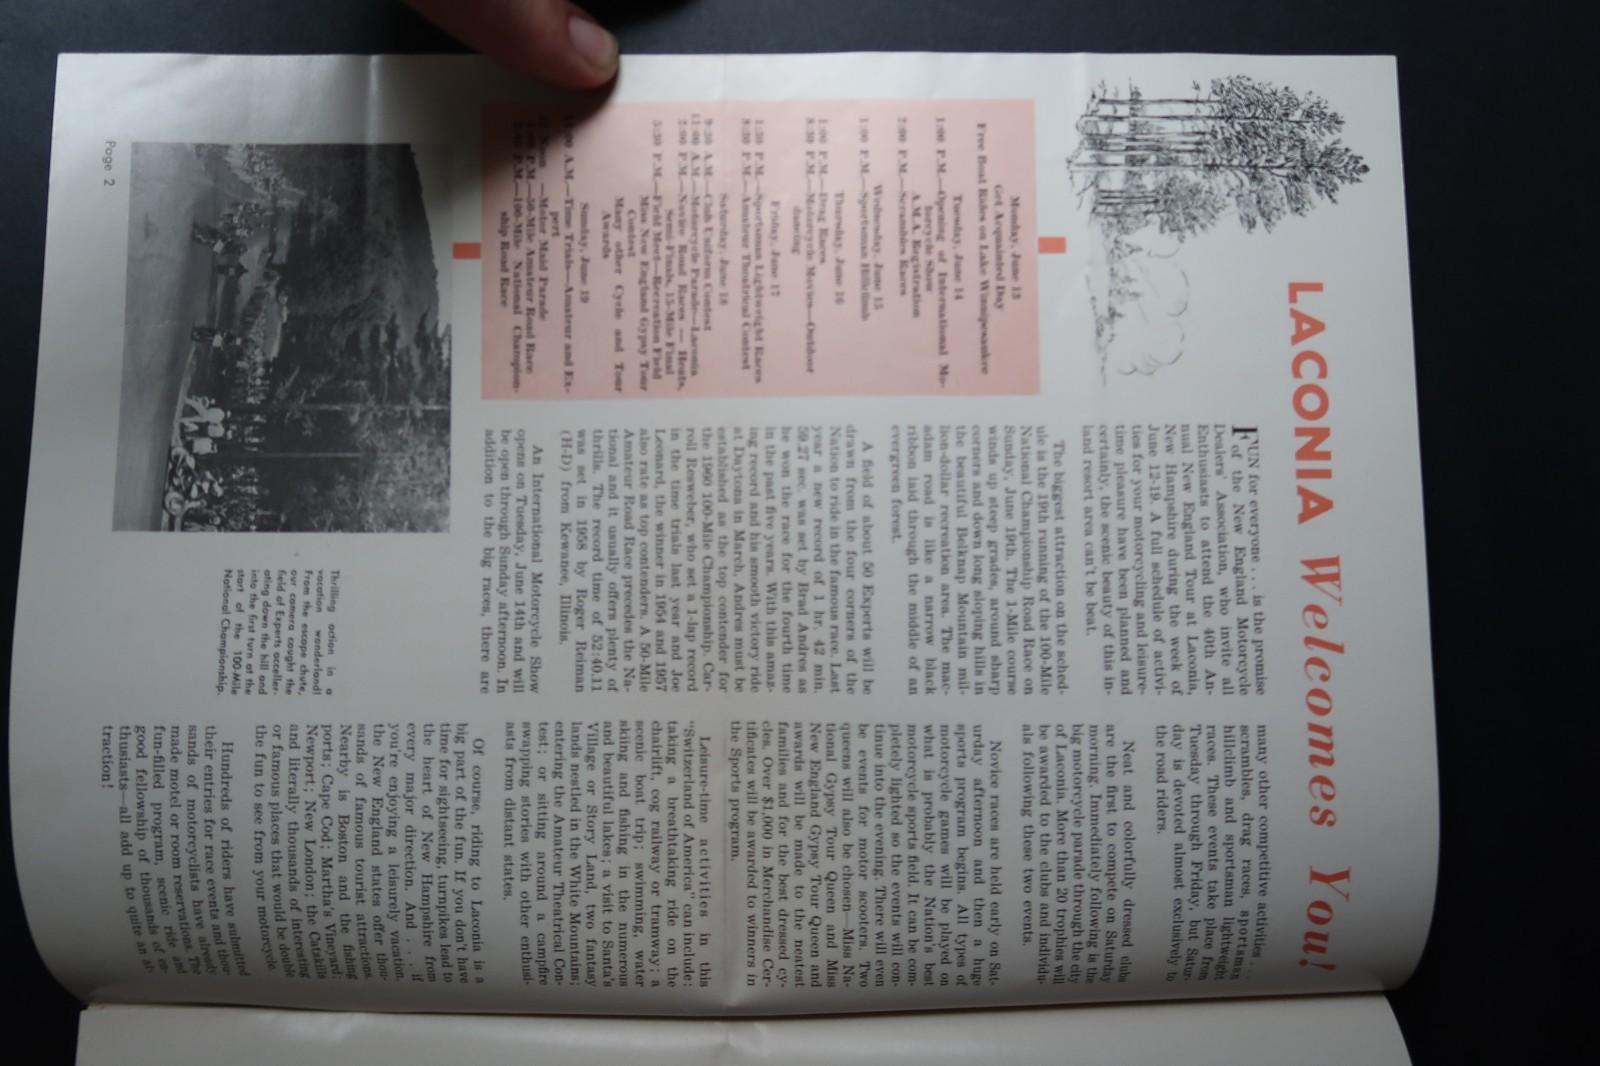 LACONIA Welcomes You!
Monday, June 13
Get Acquainted Day
Free Boat Rides on Lake Winnipesaukee
Tuesday, June 14
1:00 P.M.—Opening of International Mo-
torcycle Show
A.M.A. Registration
2:00 P.M.—Scrambles Races
Wednesday, June 15
1:00 P.M.—Sportsman Hillclimb
Thursday, June 16
1:00 P.M.—Drag Races
8:30 P.M.—Motorcycle Movies—Outdoor
dancing
Friday, June 17
1:30 P.M.—Sportsman Lightweight Races
8:30 P.M.—Amateur Theatrical Contest
Saturday, June 18
9:30 A.M.—Club Uniform Contest
11:00 A.M.—Motorcycle Parade—Laconia
2:00 P.M.—Novice Road Races — Heats,
Semi-Finals, 15-Mile Final
5:30 P.M.—Field Meet—Recreation Field
Miss New England Gypsy Tour
Contest
Many other Cycle and Tour
Awards
Sunday, June 19
A.M.—Time Trials—Amateur and Ex-
pert
Noon —Motor Maid Parade
P.M.—50-Mile Amateur Road Race
P.M.—100-Mile National Champion-
ship Road Race
FUN for everyone . . . is the promise
of the New England Motorcycle
Dealers' Association, who invite all
Enthusiasts to attend the 40th An-
nual New England Tour at Laconia,
New Hampshire during the week of
June 12-19. A full schedule of activi-
ties for your motorcycling and leisure-
time pleasure have been planned and
certainly, the scenic beauty of this in-
land resort area can't be beat.
The biggest attraction on the sched-
ule is the 19th running of the 100-Mile
National Championship Road Race on
Sunday, June 19th. The 1-Mile course
winds up steep grades, around sharp
corners and down long sloping hills in
the beautiful Belknap Mountain mil-
lion-dollar recreation area. The mac-
adam road is like a narrow black
ribbon laid through the middle of an
evergreen forest.
A field of about 50 Experts will be
drawn from the four corners of the
Nation to ride in the famous race. Last
year a new record of 1 hr. 42 min.
59.27 sec. was set by Brad Andres as
he won the race for the fourth time
in the past five years. With this amaz-
ing record and his smooth victory ride
at Daytona in March, Andres must be
established as the top contender for
the 1960 100-Mile Championship. Car-
roll Resweber, who set a 1-lap record
in the time trials last year and Joe
Leonard, the winner in 1954 and 1957
also rate as top contenders. A 50-Mile
Amateur Road Race precedes the Na-
tional and it usually offers plenty of
thrills. The record time of 52:40.11
was set in 1958 by Roger Reiman
(H-D) from Kewanee, Illinois.
An International Motorcycle Show
opens on Tuesday, June 14th and will
be open through Sunday afternoon. In
addition to the big races, there are
many other competitive activities . . .
scrambles, drag races, sportsman
hillclimb and sportsman lightweight
races. These events take place from
Tuesday through Friday, but Satur-
day is devoted almost exclusively to
the road riders.
Neat and colorfully dressed clubs
are the first to compete on Saturday
morning. Immediately following is the
big motorcycle parade through the city
of Laconia. More than 20 trophies will
be awarded to the clubs and individu-
als following these two events.
Novice races are held early on Sat-
urday afternoon and then a huge
sports program begins. All types of
motorcycle games will be played on
what is probably the Nation's best
motorcycle sports field. It can be com-
pletely lighted so the events will con-
tinue into the evening. There will even
be events for motor scooters. Two
queens will also be chosen—Miss Na-
tional Gypsy Tour Queen and Miss
New England Gypsy Tour Queen and
awards will be made to the neatest
families and for the best dressed cy-
cles. Over $1,000 in Merchandise Cer-
tificates will be awarded to winners in
the Sports program.
Leisure-time activities in this
"Switzerland of America" can include:
taking a breathtaking ride on the
chairlift, cog railway or tramway; a
scenic boat trip; swimming, water
skiing and fishing in the numerous
and beautiful lakes; a visit to Santa's
Village or Story Land, two fantasy
lands nestled in the White Mountains;
entering the Amateur Theatrical Con-
test; or sitting around a campfire
swapping stories with other enthusi-
asts from distant states.
Of course, riding to Laconia is a
big part of the fun. If you don't have
time for sightseeing, turnpikes lead to
the heart of New Hampshire from
every major direction. And . . . if
you're enjoying a leisurely vacation,
the New England states offer thou-
sands of famous tourist attractions.
Nearby is Boston and the fishing
ports; Cape Cod; Martha's Vineyard;
Newport; New London; the Catskills
and literally thousands of interesting
or famous places that would be double
the fun to see from your motorcycle.
Hundreds of riders have submitted
their entries for race events and thou-
sands of motorcyclists have already
made motel or room reservations. The
fun-filled program, scenic ride and
good fellowship of thousands of en-
thusiasts—all add up to quite an at-
traction!
Thrilling action in a
vacation wonderland!
From the escape chute,
our camera caught the
field of Experts acceler-
ating down the hill and
into the first turn at the
start of the 100-Mile
National Championship.
Page 2